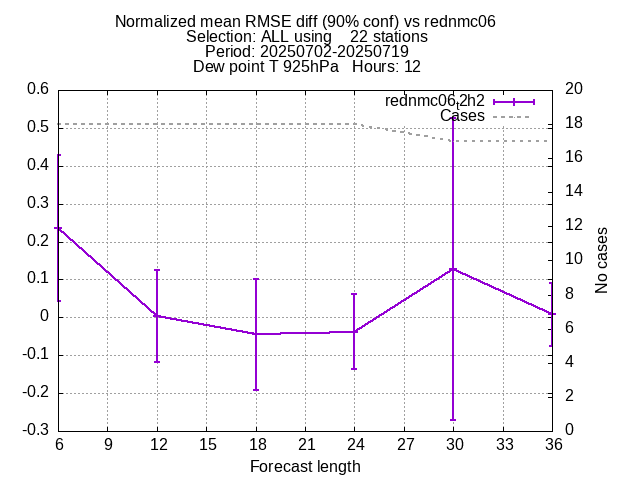 Normalized mean RMSE diff (90% conf) vs rednmc06
Selection: ALL using    22 stations
Period: 20250702-20250719
Dew point T 925hPa   Hours: 12
rednmc06_t2h2
Cases
0.6
0.5
0.4
0.3
0.2
0.1
0
-0.1
-0.2
-0.3
20
18
16
14
12
10
8
6
4
2
0
No cases
6 9 12 15 18 21 24 27 30 33 36
Forecast length